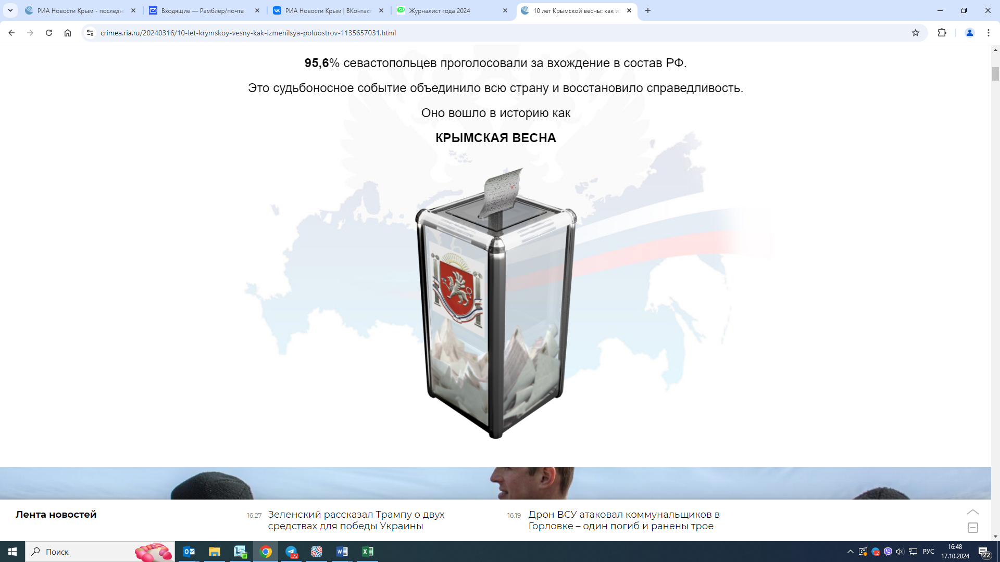 РИА Новости Крым - последн
Входящие — Рамблер/почта
РИА Новости Крым | ВКонтакт
Журналист года 2024
10 лет Крымской весны: как из
crimea.ria.ru/20240316/10-let-krymskoy-vesny-kak-izmenilsya-poluostrov-1135657031.html
95,6% севастопольцев проголосовали за вхождение в состав РФ.
Это судьбоносное событие объединило всю страну и восстановило справедливость.
Оно вошло в историю как
КРЫМСКАЯ ВЕСНА
Лента новостей
16:27 Зеленский рассказал Трампу о двух
средствах для победы Украины
16:19 Дрон ВСУ атаковал коммунальщиков в
Горловке – один погиб и ранены трое
Поиск
РУС
16:48
17.10.2024
22